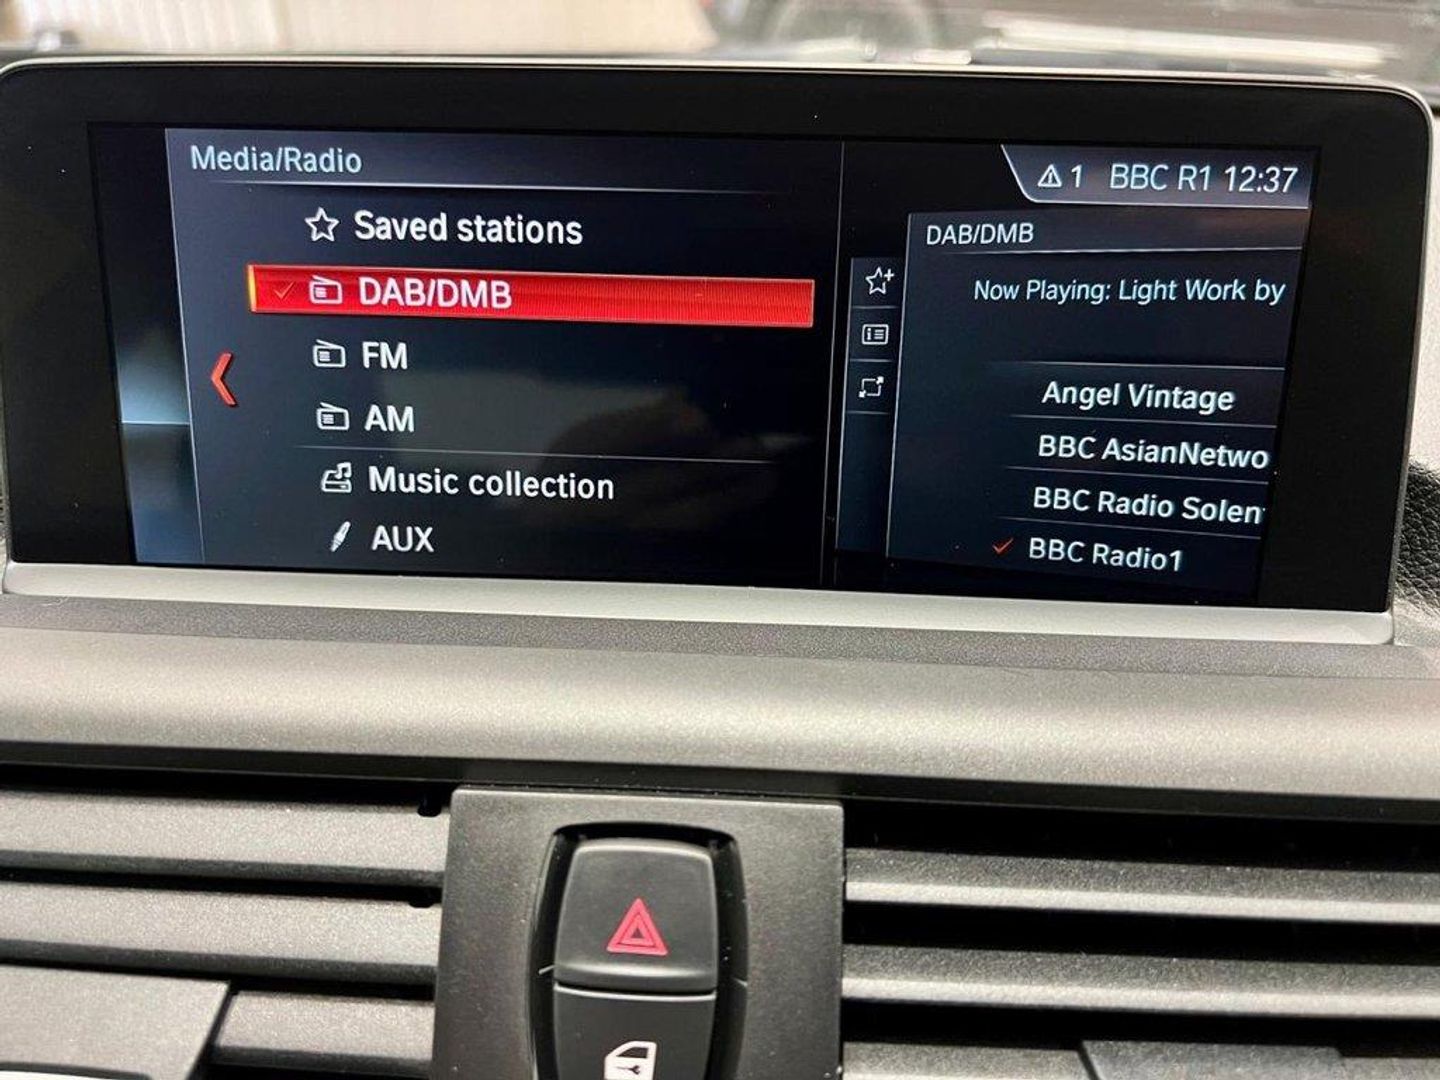 Media/Radio
Saved stations
DAB/DMB
FM
AM
Music collection
AUX
1 BBC R1 12:37
DAB/DMB
Now Playing: Light Work by
Angel Vintage
BBC AsianNetwo
BBC Radio Solen
BBC Radio1